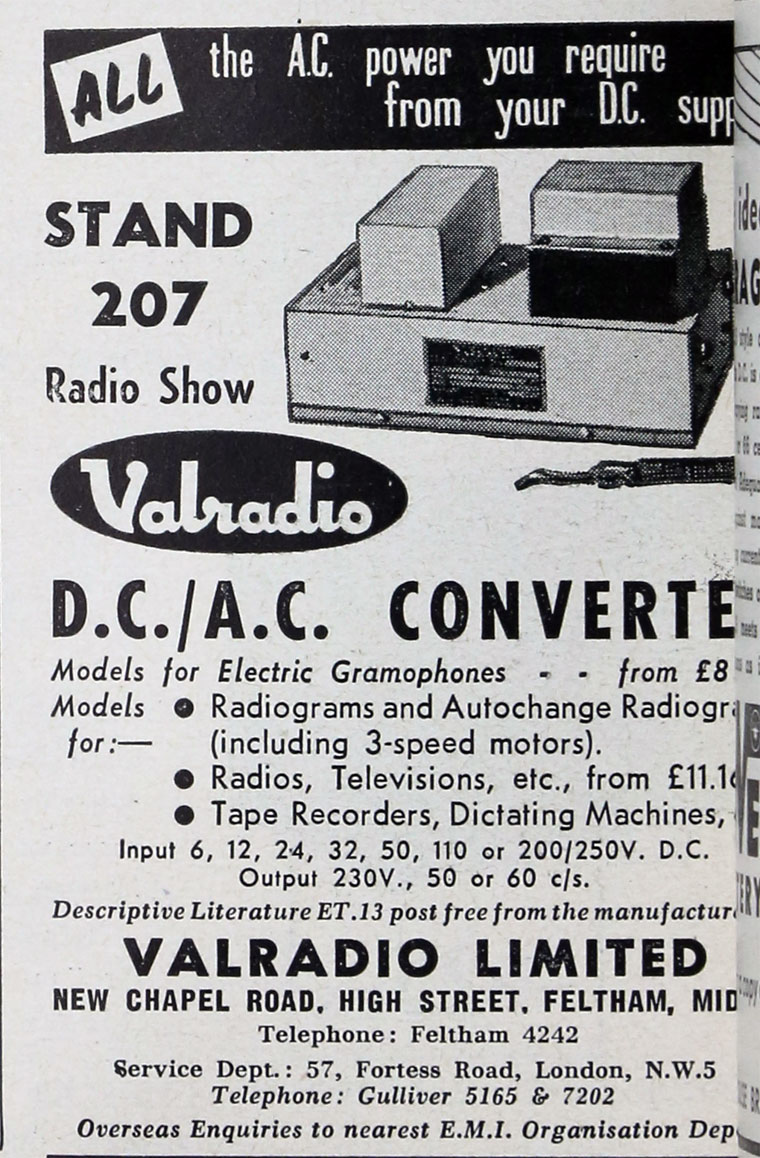 ALL the A.C. power you require
from your D.C. supp
STAND
207
Radio Show
Valradio
D.C./A.C. CONVERTE
Models for Electric Gramophones - - from £8
Models ● Radiograms and Autochange Radiogr
for:— (including 3-speed motors).
● Radios, Televisions, etc., from £11.1
● Tape Recorders, Dictating Machines,
Input 6, 12, 24, 32, 50, 110 or 200/250V. D.C.
Output 230V., 50 or 60 c/s.
Descriptive Literature ET.13 post free from the manufactur
VALRADIO LIMITED
NEW CHAPEL ROAD, HIGH STREET, FELTHAM, MID
Telephone: Feltham 4242
Service Dept.: 57, Fortess Road, London, N.W.5
Telephone: Gulliver 5165 & 7202
Overseas Enquiries to nearest E.M.I. Organisation Dep